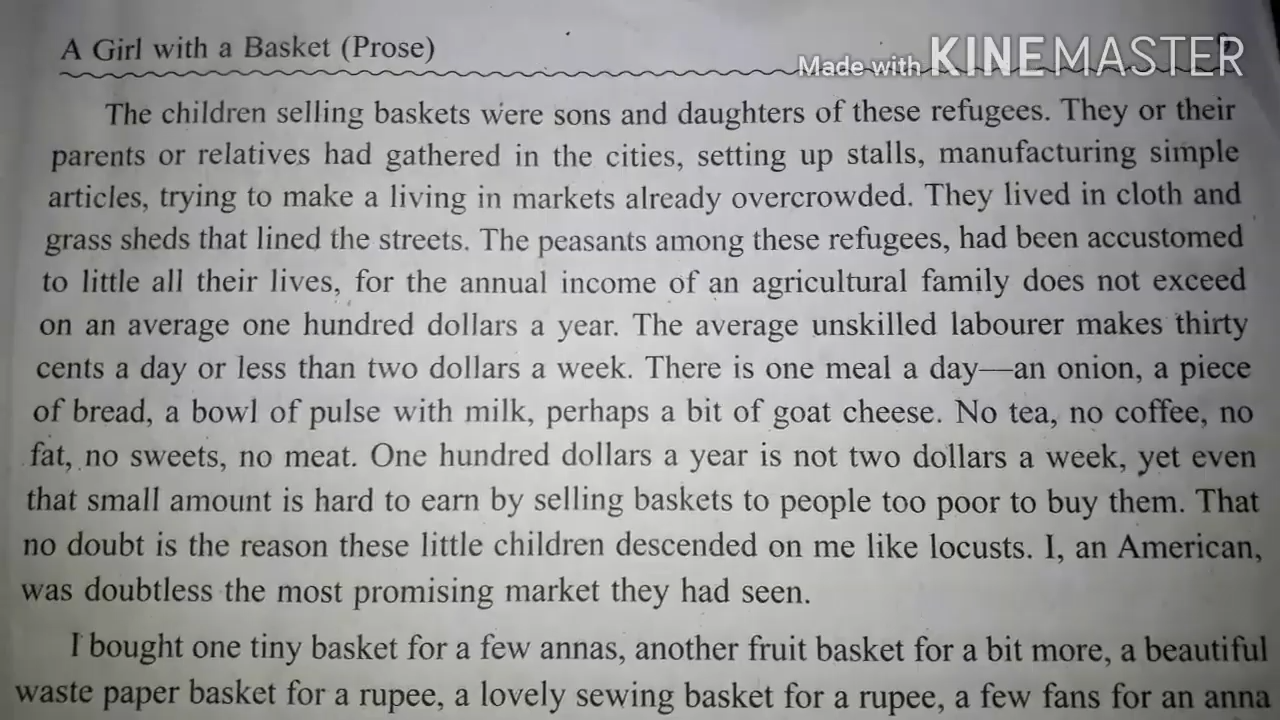 A Girl with a Basket (Prose)
Made with KINEMASTER
The children selling baskets were sons and daughters of these refugees. They or their
parents or relatives had gathered in the cities, setting up stalls, manufacturing simple
articles, trying to make a living in markets already overcrowded. They lived in cloth and
grass sheds that lined the streets. The peasants among these refugees, had been accustomed
to little all their lives, for the annual income of an agricultural family does not exceed
on an average one hundred dollars a year. The average unskilled labourer makes thirty
cents a day or less than two dollars a week. There is one meal a day—an onion, a piece
of bread, a bowl of pulse with milk, perhaps a bit of goat cheese. No tea, no coffee, no
fat, no sweets, no meat. One hundred dollars a year is not two dollars a week, yet even
that small amount is hard to earn by selling baskets to people too poor to buy them. That
no doubt is the reason these little children descended on me like locusts. I, an American,
was doubtless the most promising market they had seen.
I bought one tiny basket for a few annas, another fruit basket for a bit more, a beautiful
waste paper basket for a rupee, a lovely sewing basket for a rupee, a few fans for an anna